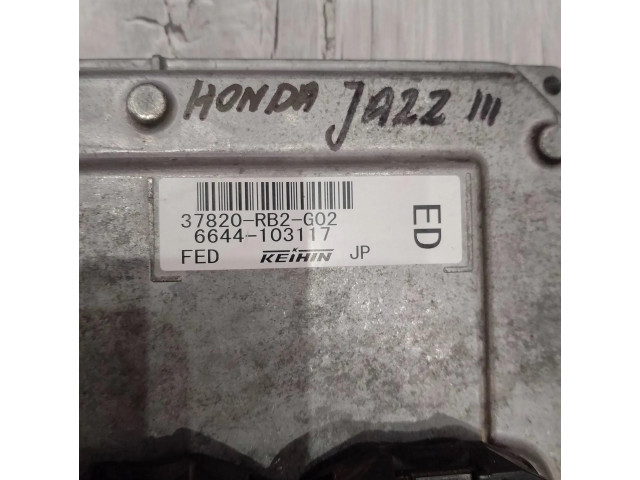 HONDA JAZZ III
37820-RB2-G02
6644-103117
FED KEIHIN JP
ED